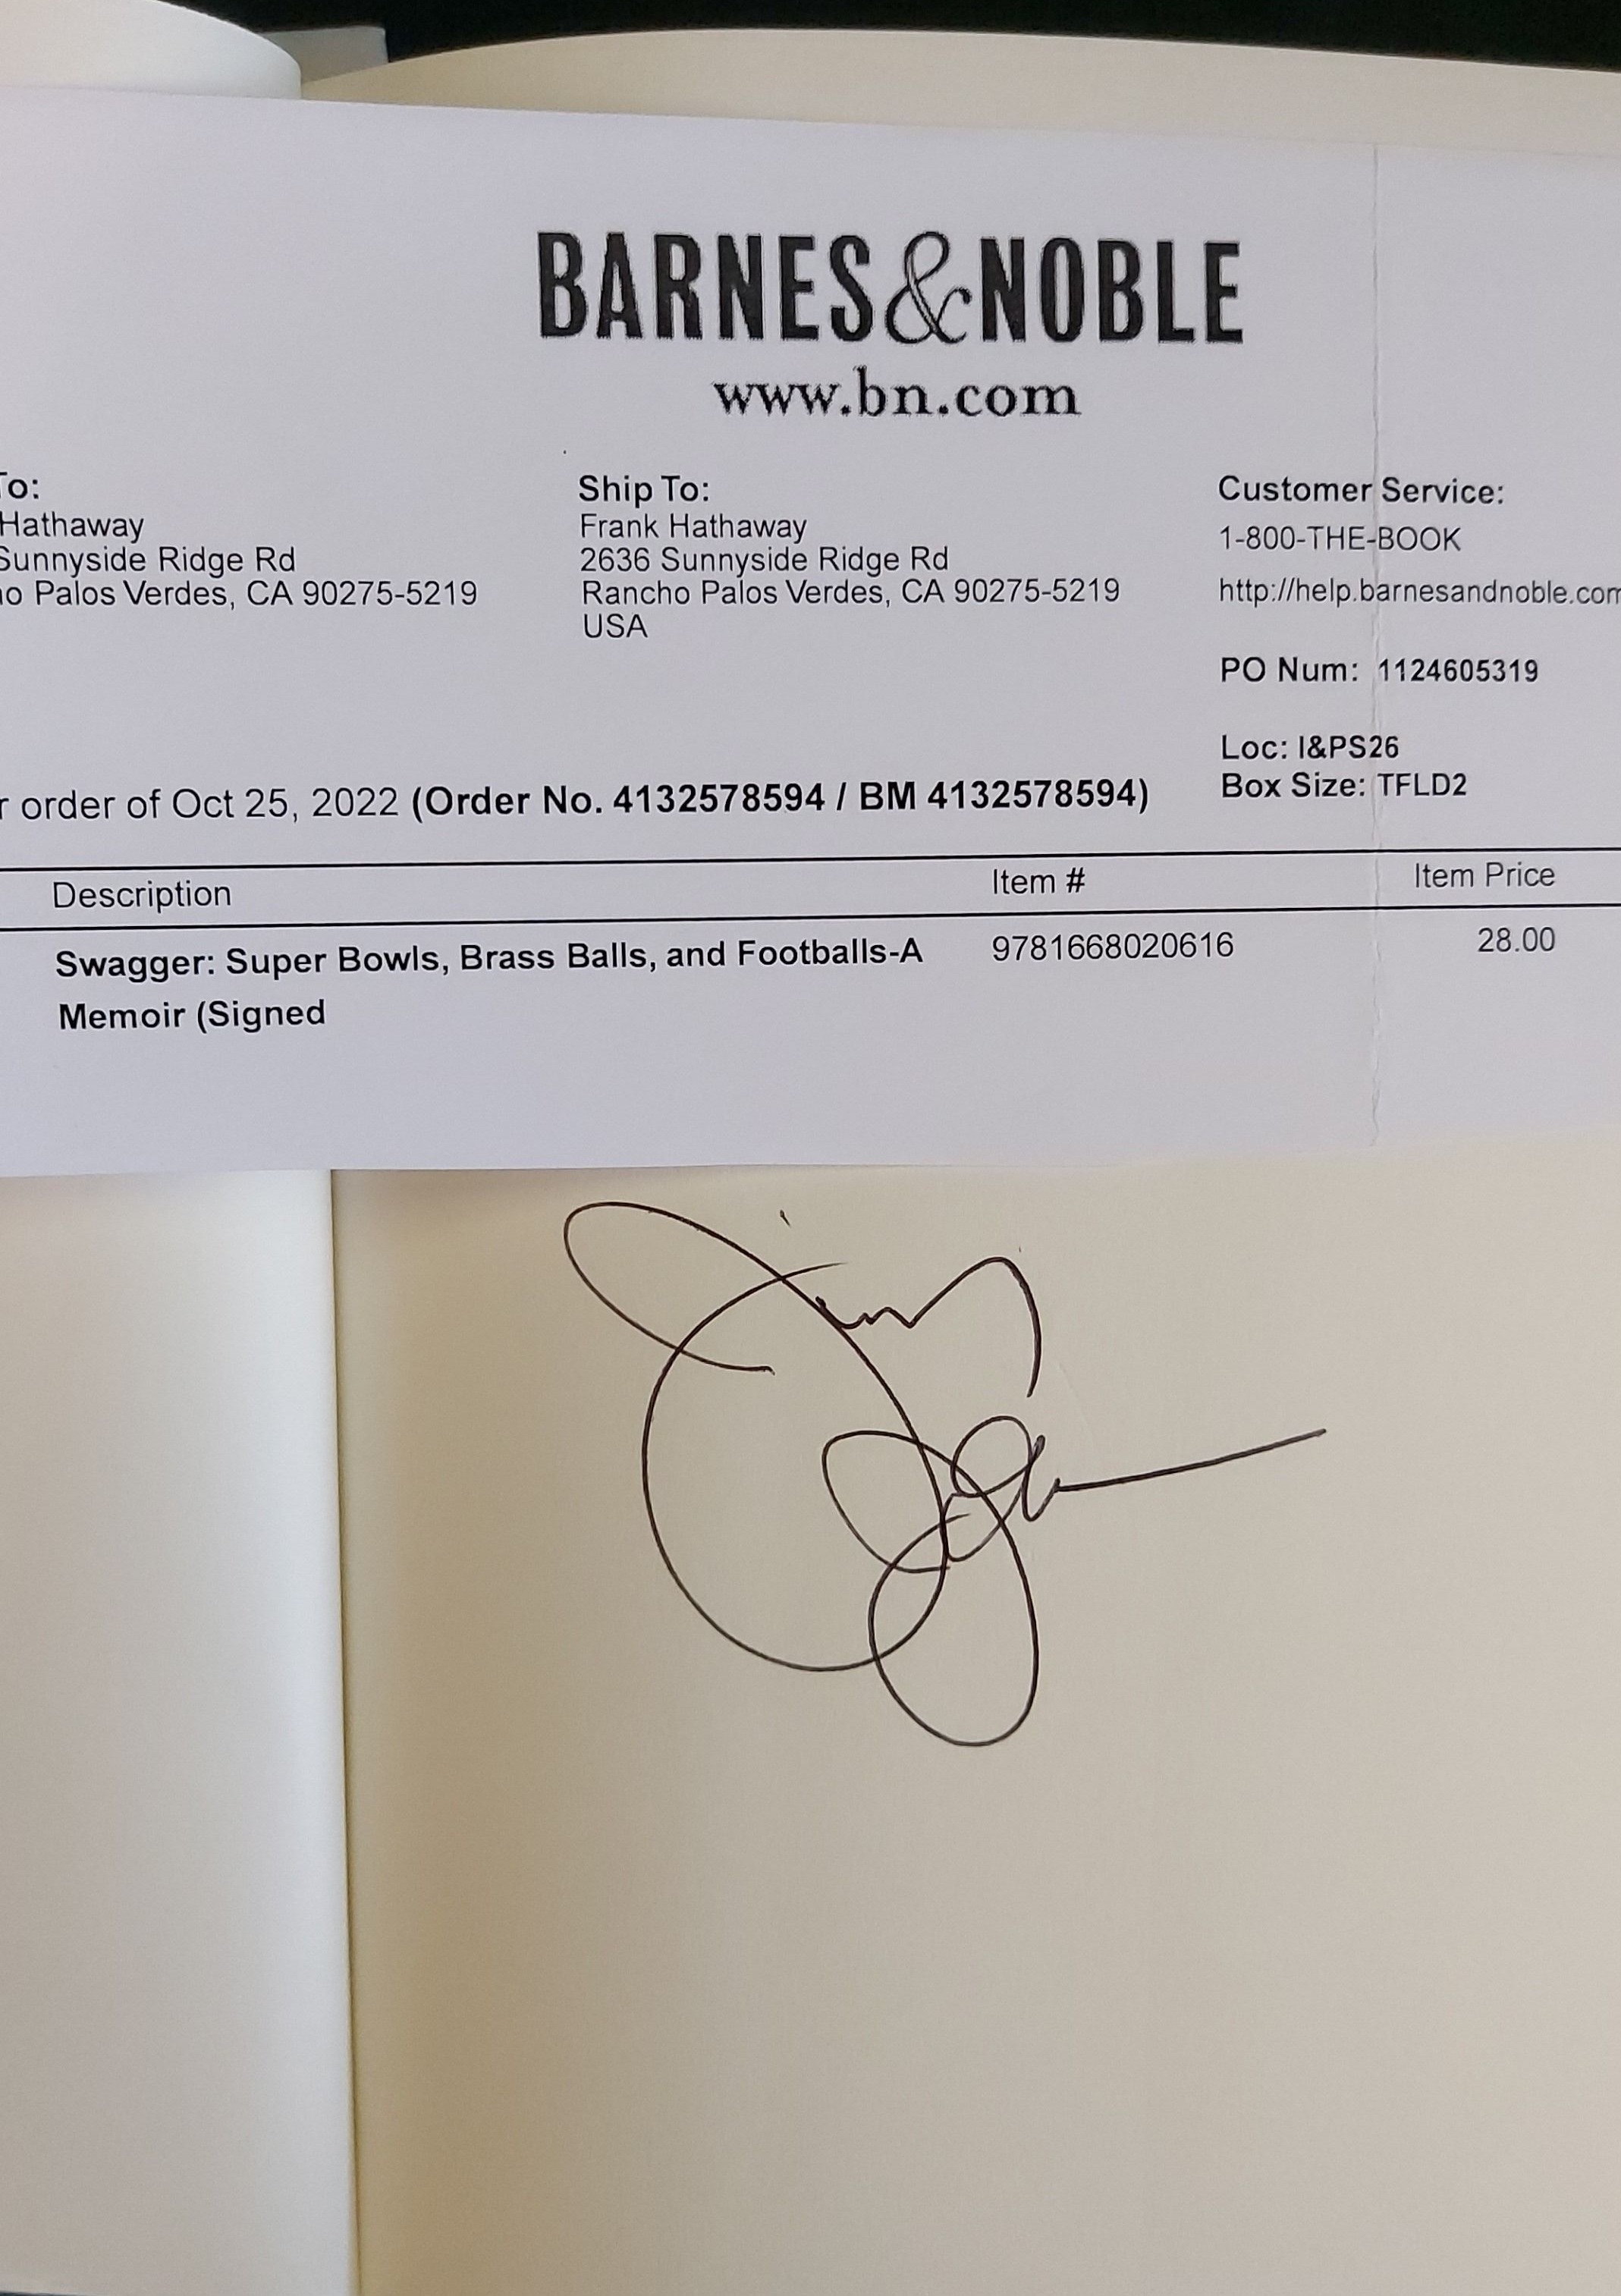 BARNES&NOBLE
www.bn.com
To:
Hathaway
Sunnyside Ridge Rd
o Palos Verdes, CA 90275-5219
Ship To:
Frank Hathaway
2636 Sunnyside Ridge Rd
Rancho Palos Verdes, CA 90275-5219
USA
Customer Service:
1-800-THE-BOOK
http://help.barnesandnoble.com
PO Num: 1124605319
Loc: I&PS26
Box Size: TFLD2
r order of Oct 25, 2022 (Order No. 4132578594 / BM 4132578594)
Description Item # Item Price
Swagger: Super Bowls, Brass Balls, and Footballs-A 9781668020616 28.00
Memoir (Signed